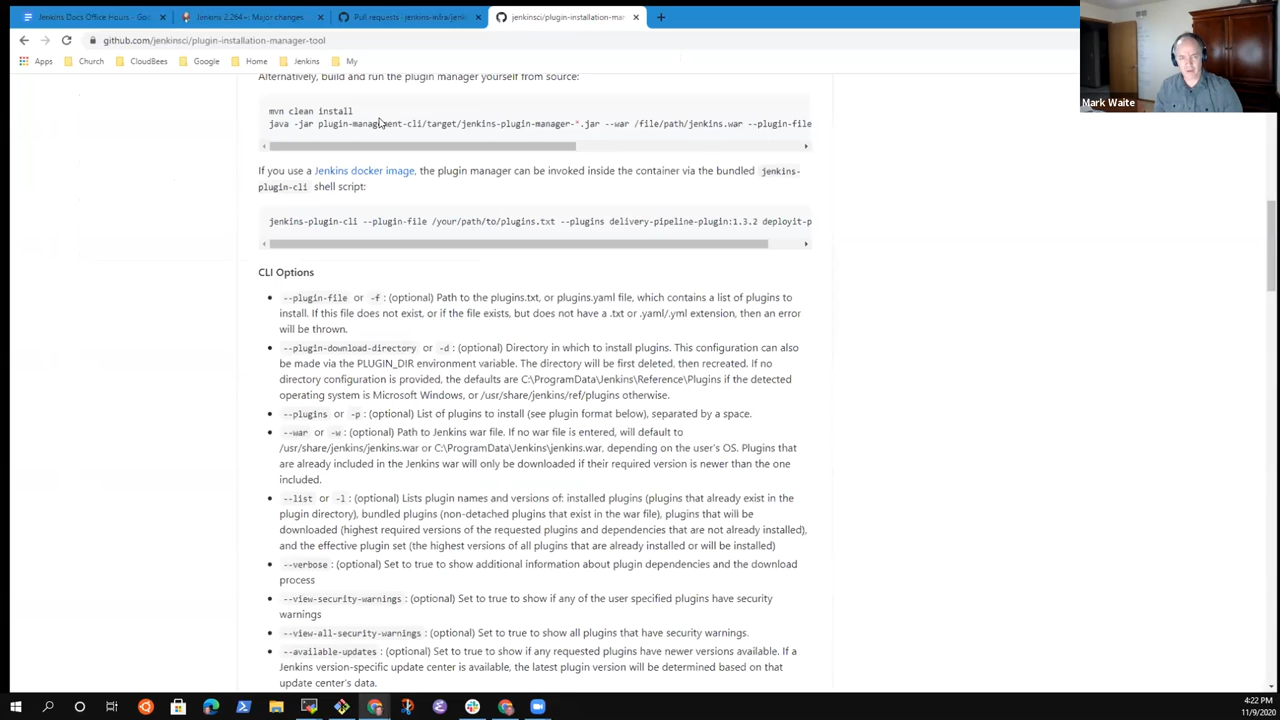 Jenkins Docs Office Hours - Goo
Jenkins 2.264+: Major changes
Pull requests · jenkins-infra/jenk
jenkinsci/plugin-installation-ma
github.com/jenkinsci/plugin-installation-manager-tool
Apps Church CloudBees Google Home Jenkins My
Mark Waite
Alternatively, build and run the plugin manager yourself from source:
mvn clean install
java -jar plugin-management-cli/target/jenkins-plugin-manager-*.jar --war /file/path/jenkins.war --plugin-file
If you use a Jenkins docker image, the plugin manager can be invoked inside the container via the bundled jenkins-
plugin-cli shell script:
jenkins-plugin-cli --plugin-file /your/path/to/plugins.txt --plugins delivery-pipeline-plugin:1.3.2 deployit-p
CLI Options
--plugin-file or -f : (optional) Path to the plugins.txt, or plugins.yaml file, which contains a list of plugins to
install. If this file does not exist, or if the file exists, but does not have a .txt or .yaml/.yml extension, then an error
will be thrown.
--plugin-download-directory or -d : (optional) Directory in which to install plugins. This configuration can also
be made via the PLUGIN_DIR environment variable. The directory will be first deleted, then recreated. If no
directory configuration is provided, the defaults are C:\ProgramData\Jenkins\Reference\Plugins if the detected
operating system is Microsoft Windows, or /usr/share/jenkins/ref/plugins otherwise.
--plugins or -p : (optional) List of plugins to install (see plugin format below), separated by a space.
--war or -w : (optional) Path to Jenkins war file. If no war file is entered, will default to
/usr/share/jenkins/jenkins.war or C:\ProgramData\Jenkins\jenkins.war, depending on the user's OS. Plugins that
are already included in the Jenkins war will only be downloaded if their required version is newer than the one
included.
--list or -l : (optional) Lists plugin names and versions of: installed plugins (plugins that already exist in the
plugin directory), bundled plugins (non-detached plugins that exist in the war file), plugins that will be
downloaded (highest required versions of the requested plugins and dependencies that are not already installed),
and the effective plugin set (the highest versions of all plugins that are already installed or will be installed)
--verbose : (optional) Set to true to show additional information about plugin dependencies and the download
process
--view-security-warnings : (optional) Set to true to show if any of the user specified plugins have security
warnings
--view-all-security-warnings : (optional) Set to true to show all plugins that have security warnings.
--available-updates : (optional) Set to true to show if any requested plugins have newer versions available. If a
Jenkins version-specific update center is available, the latest plugin version will be determined based on that
update center's data.
4:22 PM
11/9/2020